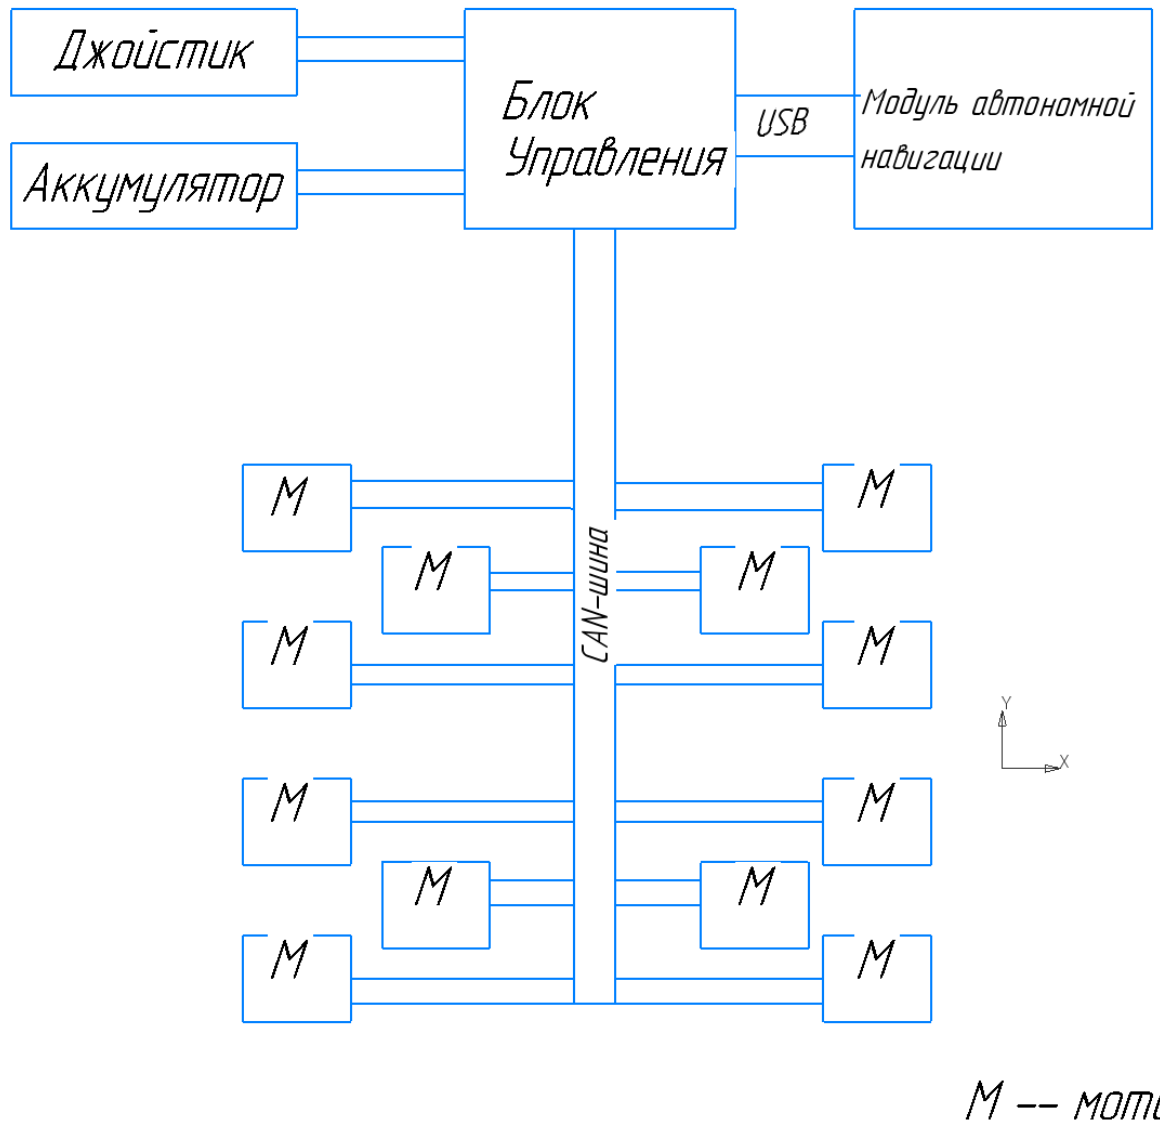 Джойстик
Аккумулятор
Блок
Управления
USB
Модуль автономной
навигации
M
M
M
M
CAN-шина
M
M
M
M
M
M
M
M
Y
X
M --